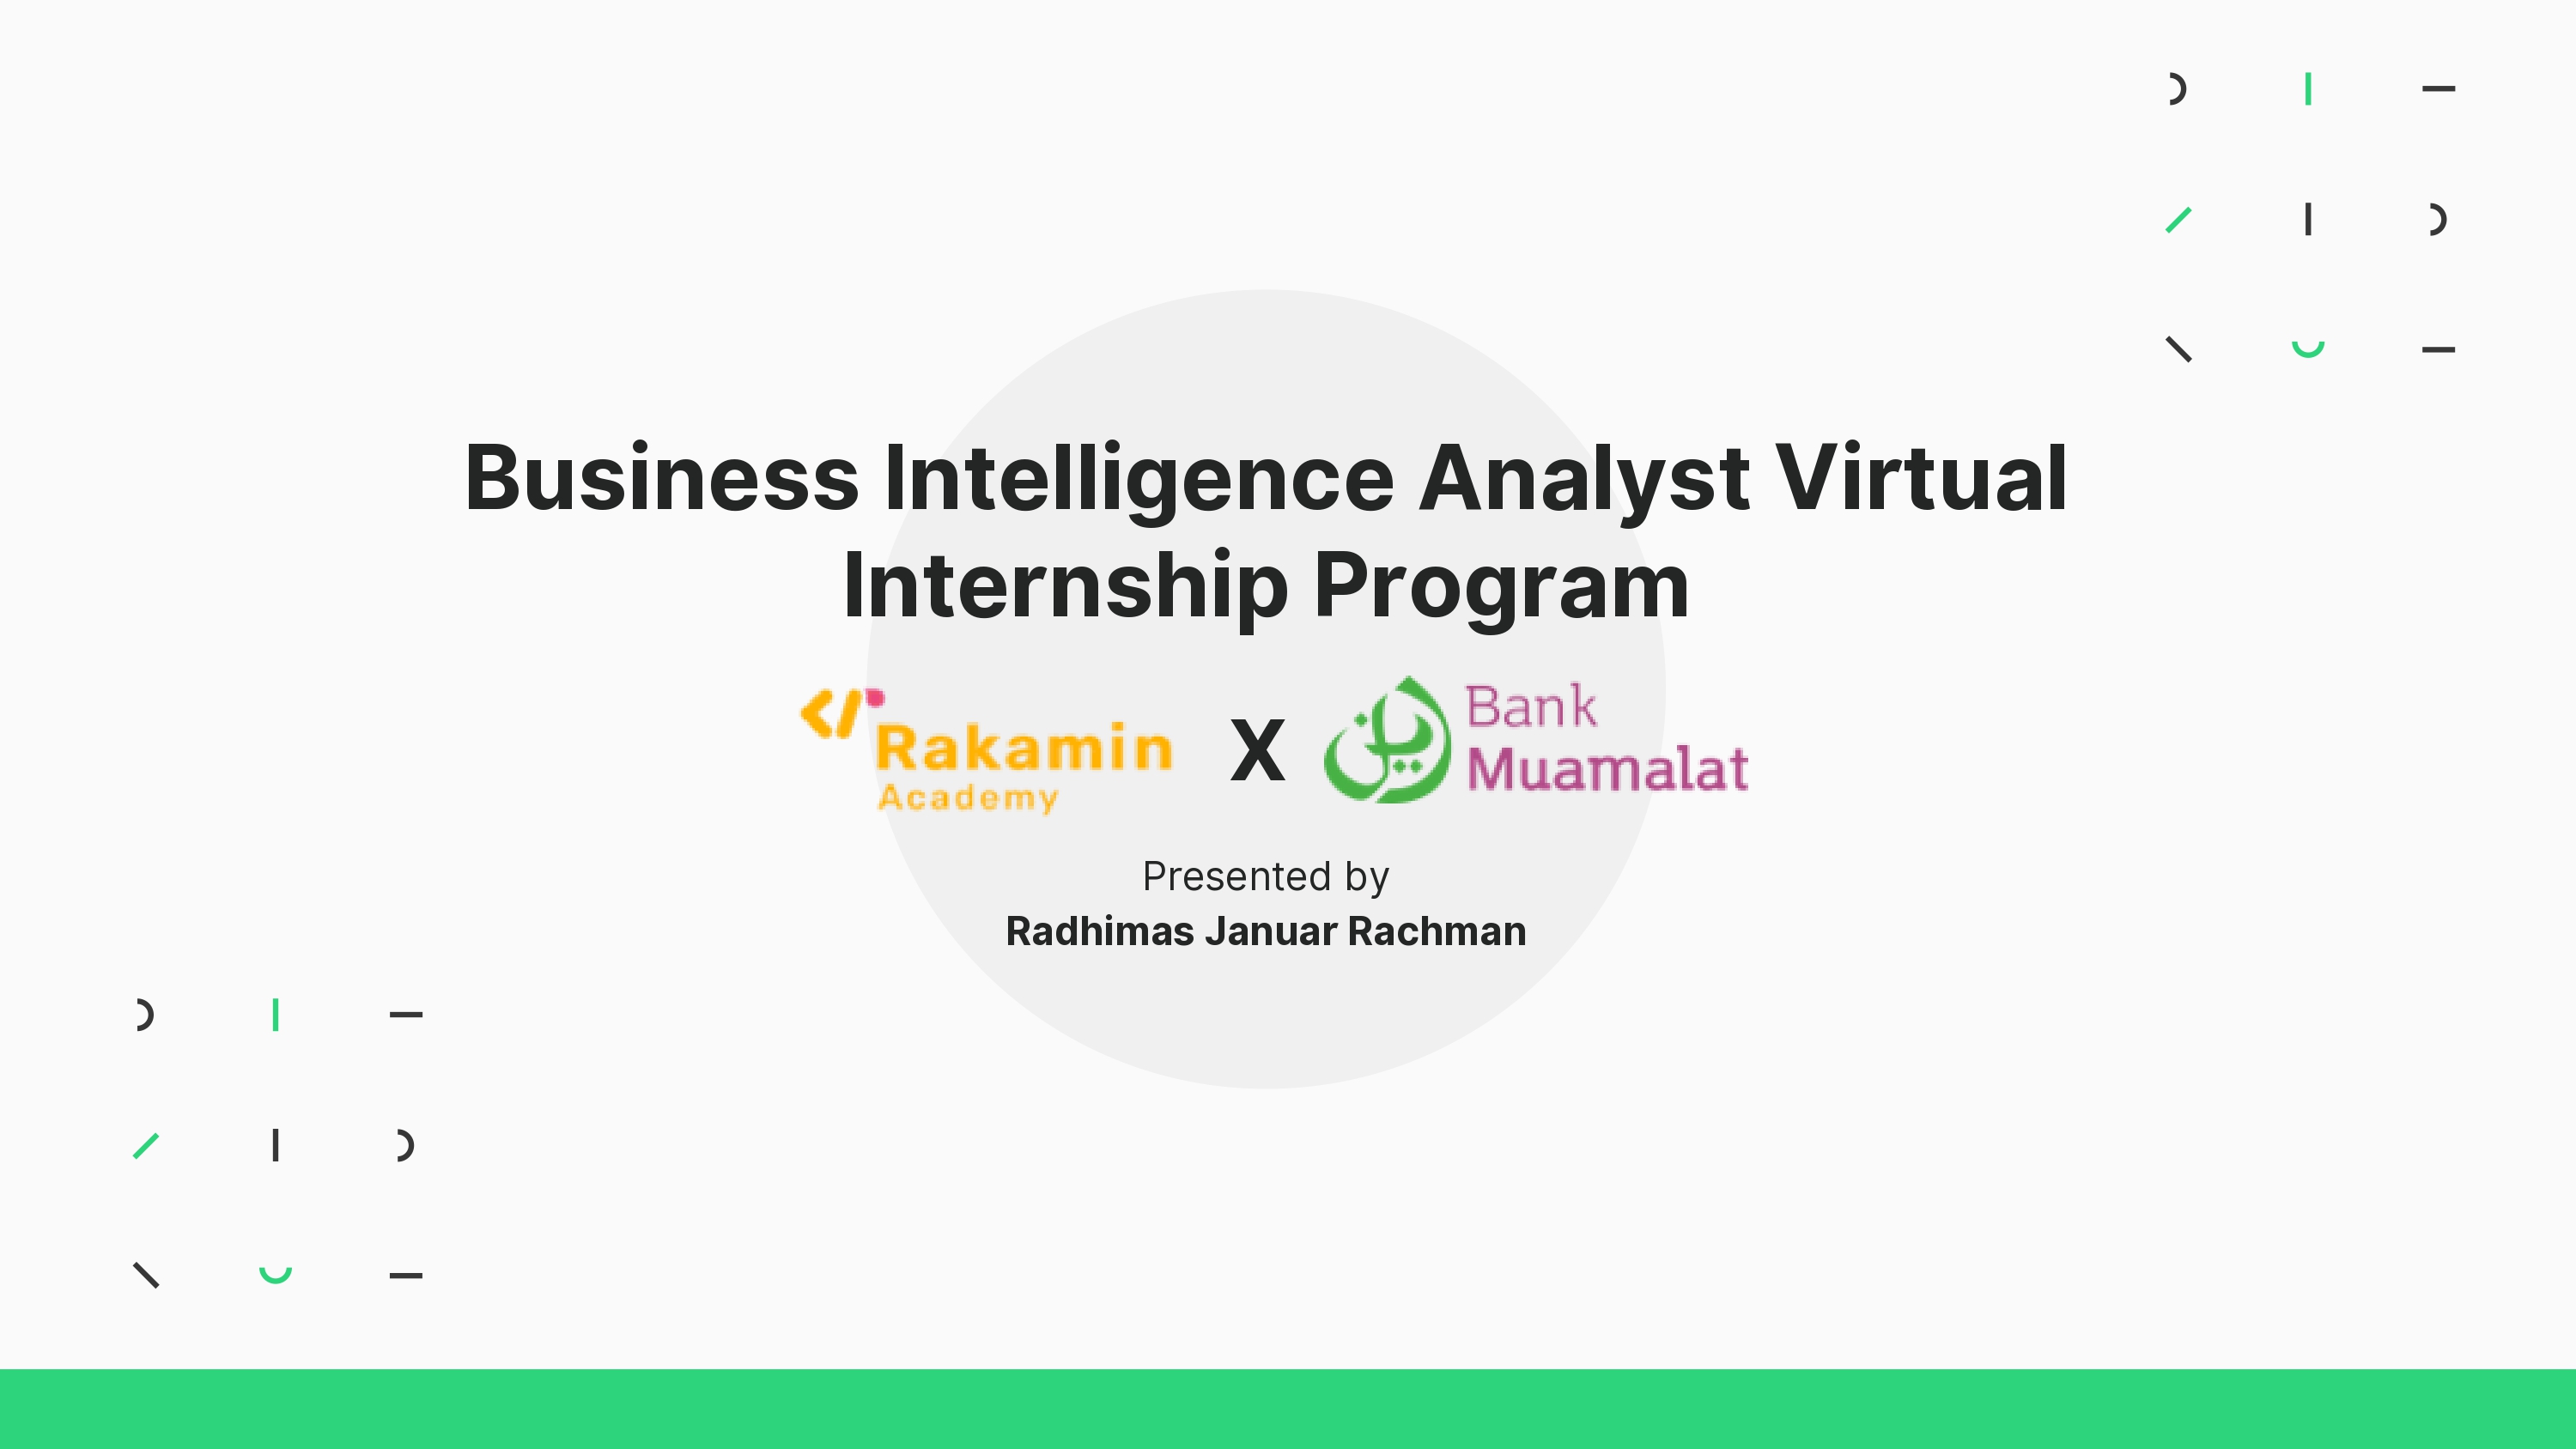 Business Intelligence Analyst Virtual
Internship Program
Rakamin
Academy
X
Bank
Muamalat
Presented by
Radhimas Januar Rachman